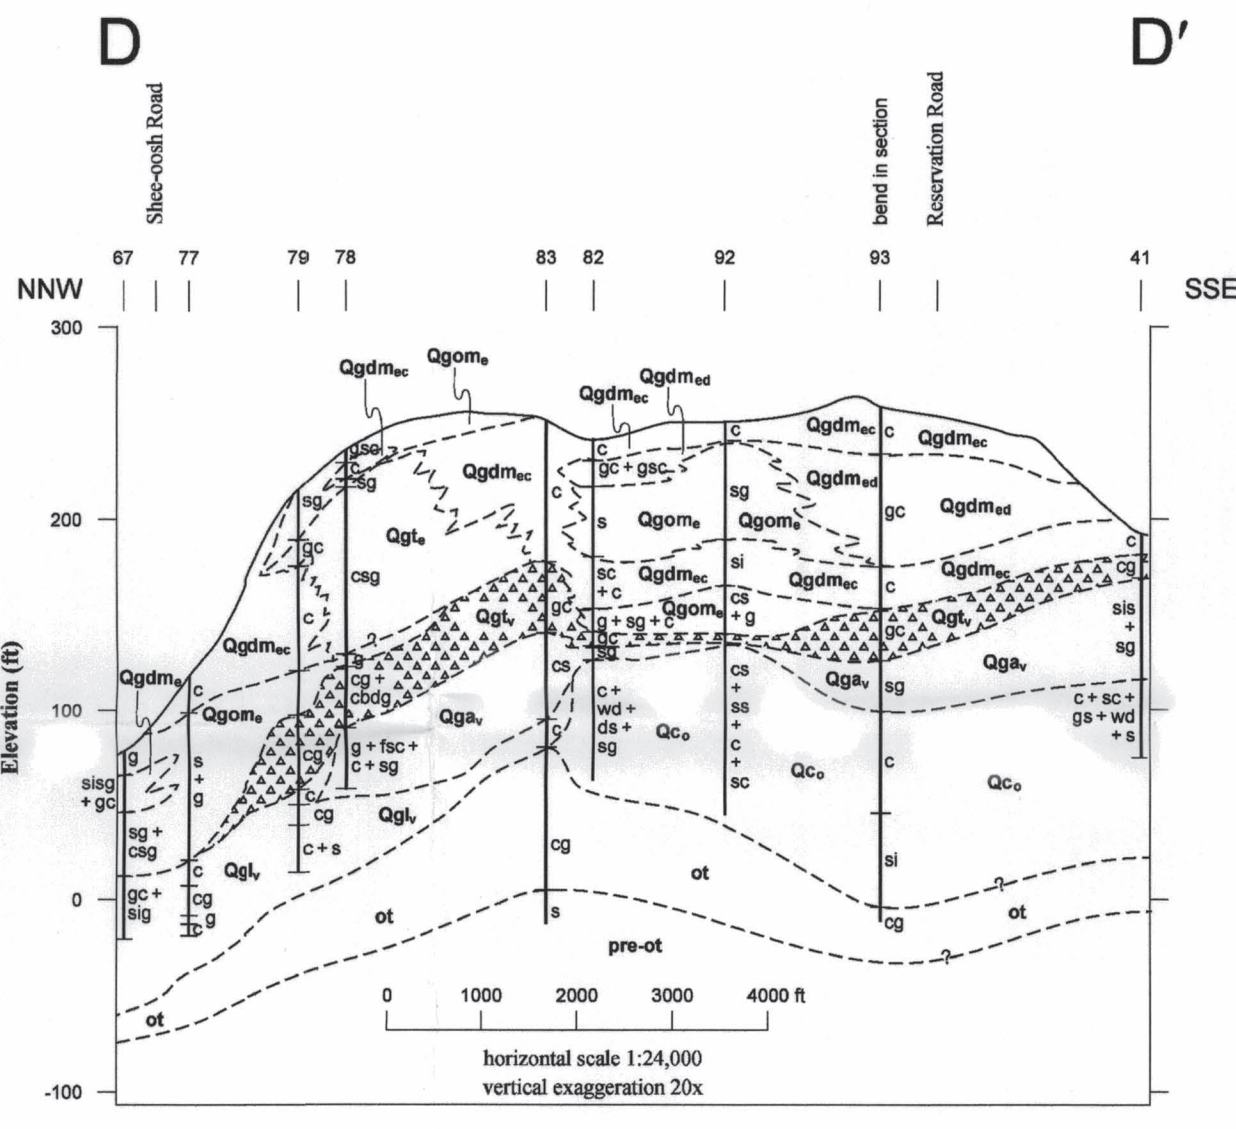 D
D′
Shee-oosh Road
bend in section
Reservation Road
67
77
79
78
83
82
92
93
41
NNW
SSE
Elevation (ft)
300
200
100
0
-100
Qgdmec
Qgome
Qgdmec
Qgdmed
gsc
c
sg
sg
gc
c
csg
Qgte
Qgdmec
c
c
gc + gsc
s
Qgome
sc
+ c
Qgdmec
g + sg + c
Qgome
gc
sg
c
sg
Qgome
si
cs
+ g
Qgdmec
c
Qgdmed
gc
Qgdmec
c
Qgdmec
Qgdmed
Qgdmec
c
cg
sis
+
sg
Qgdmec
Qgdme
Qgome
Qgtv
gc
Qgtv
gc
?
g
cg +
cbdg
g + fsc +
c + sg
Qgav
cs
c
c +
wd +
ds +
sg
Qco
cs
+
ss
+
c
+
sc
Qco
Qgav
sg
c
Qgav
c + sc +
gs + wd
+ s
Qco
g
sisg
+ gc
sg +
csg
gc +
sig
c
s
+
g
c
cg
g
c
cg
c
cg
c + s
Qglv
Qglv
cg
s
si
cg
ot
ot
ot
ot
?
?
pre-ot
0 1000 2000 3000 4000 ft
horizontal scale 1:24,000
vertical exaggeration 20x